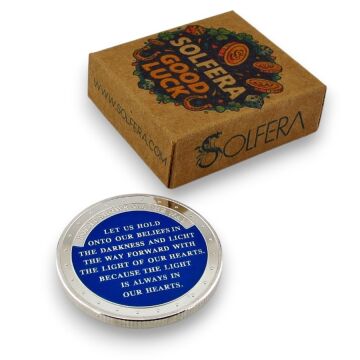 SOLFERA
GOOD
LUCK
WWW.SOLFERA.COM
SOLFERA
LET US HOLD
ONTO OUR BELIEFS IN
THE DARKNESS AND LIGHT
THE WAY FORWARD WITH
THE LIGHT OF OUR HEARTS.
BECAUSE THE LIGHT
IS ALWAYS IN
OUR HEARTS.